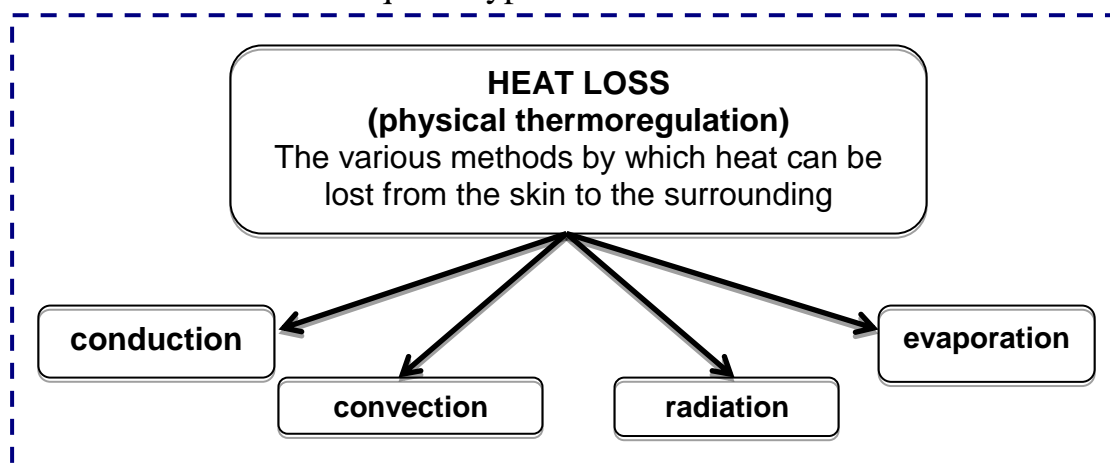 HEAT LOSS
(physical thermoregulation)
The various methods by which heat can be
lost from the skin to the surrounding
conduction
evaporation
convection
radiation